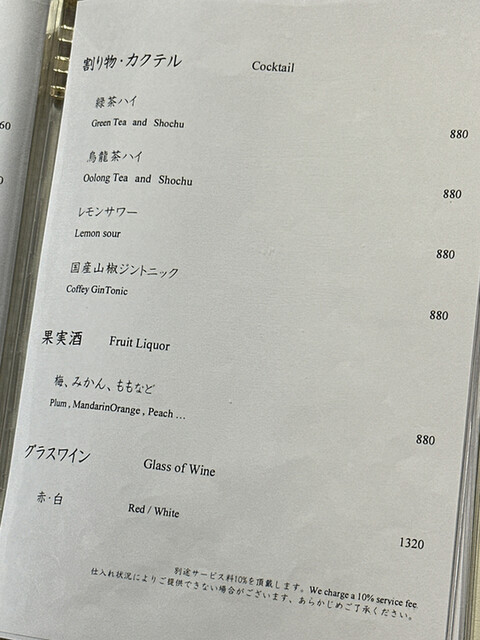 割り物・カクテル Cocktail
緑茶ハイ
Green Tea and Shochu
880
烏龍茶ハイ
Oolong Tea and Shochu
880
レモンサワー
Lemon sour
880
国産山椒ジントニック
Coffey GinTonic
880
果実酒 Fruit Liquor
梅、みかん、ももなど
Plum , MandarinOrange , Peach ...
880
グラスワイン Glass of Wine
赤・白 Red / White
1320
別途サービス料10%を頂戴します。We charge a 10% service fee
仕入れ状況によりご提供できない場合がございます、あらかじめご了承ください。